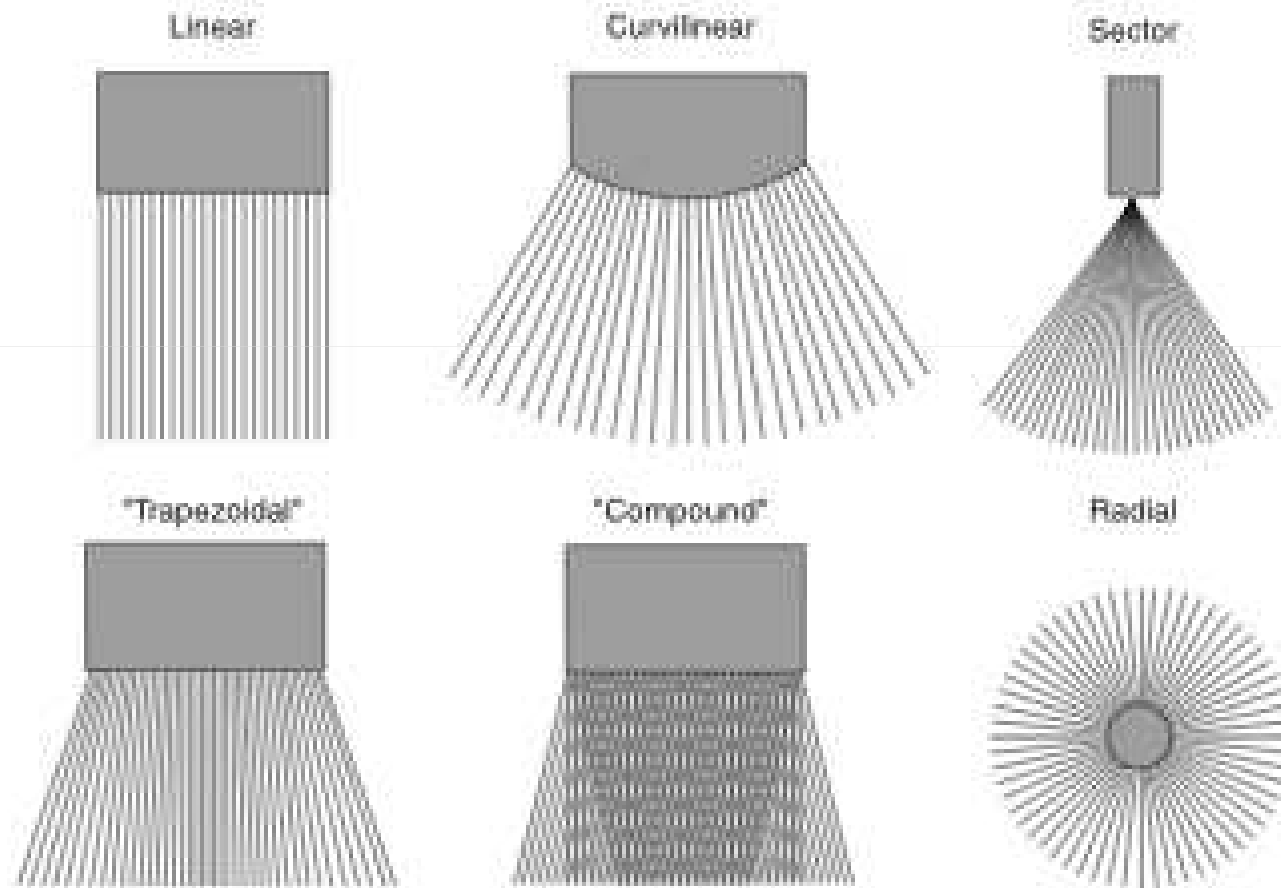 Linear
Curvilinear
Sector
"Trapezoidal"
"Compound"
Radial